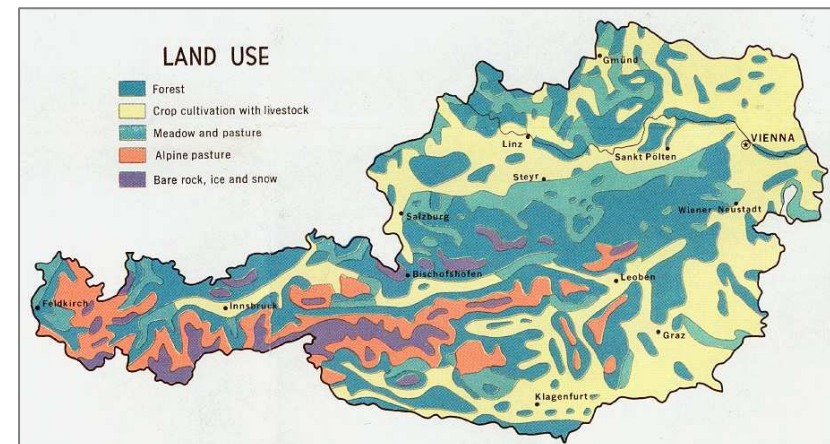 LAND USE
Forest
Crop cultivation with livestock
Meadow and pasture
Alpine pasture
Bare rock, ice and snow
Gmünd
Linz
VIENNA
Sankt Pölten
Steyr
Salzburg
Wiener Neustadt
Bischofshofen
Leoben
Feldkirch
Innsbruck
Graz
Klagenfurt